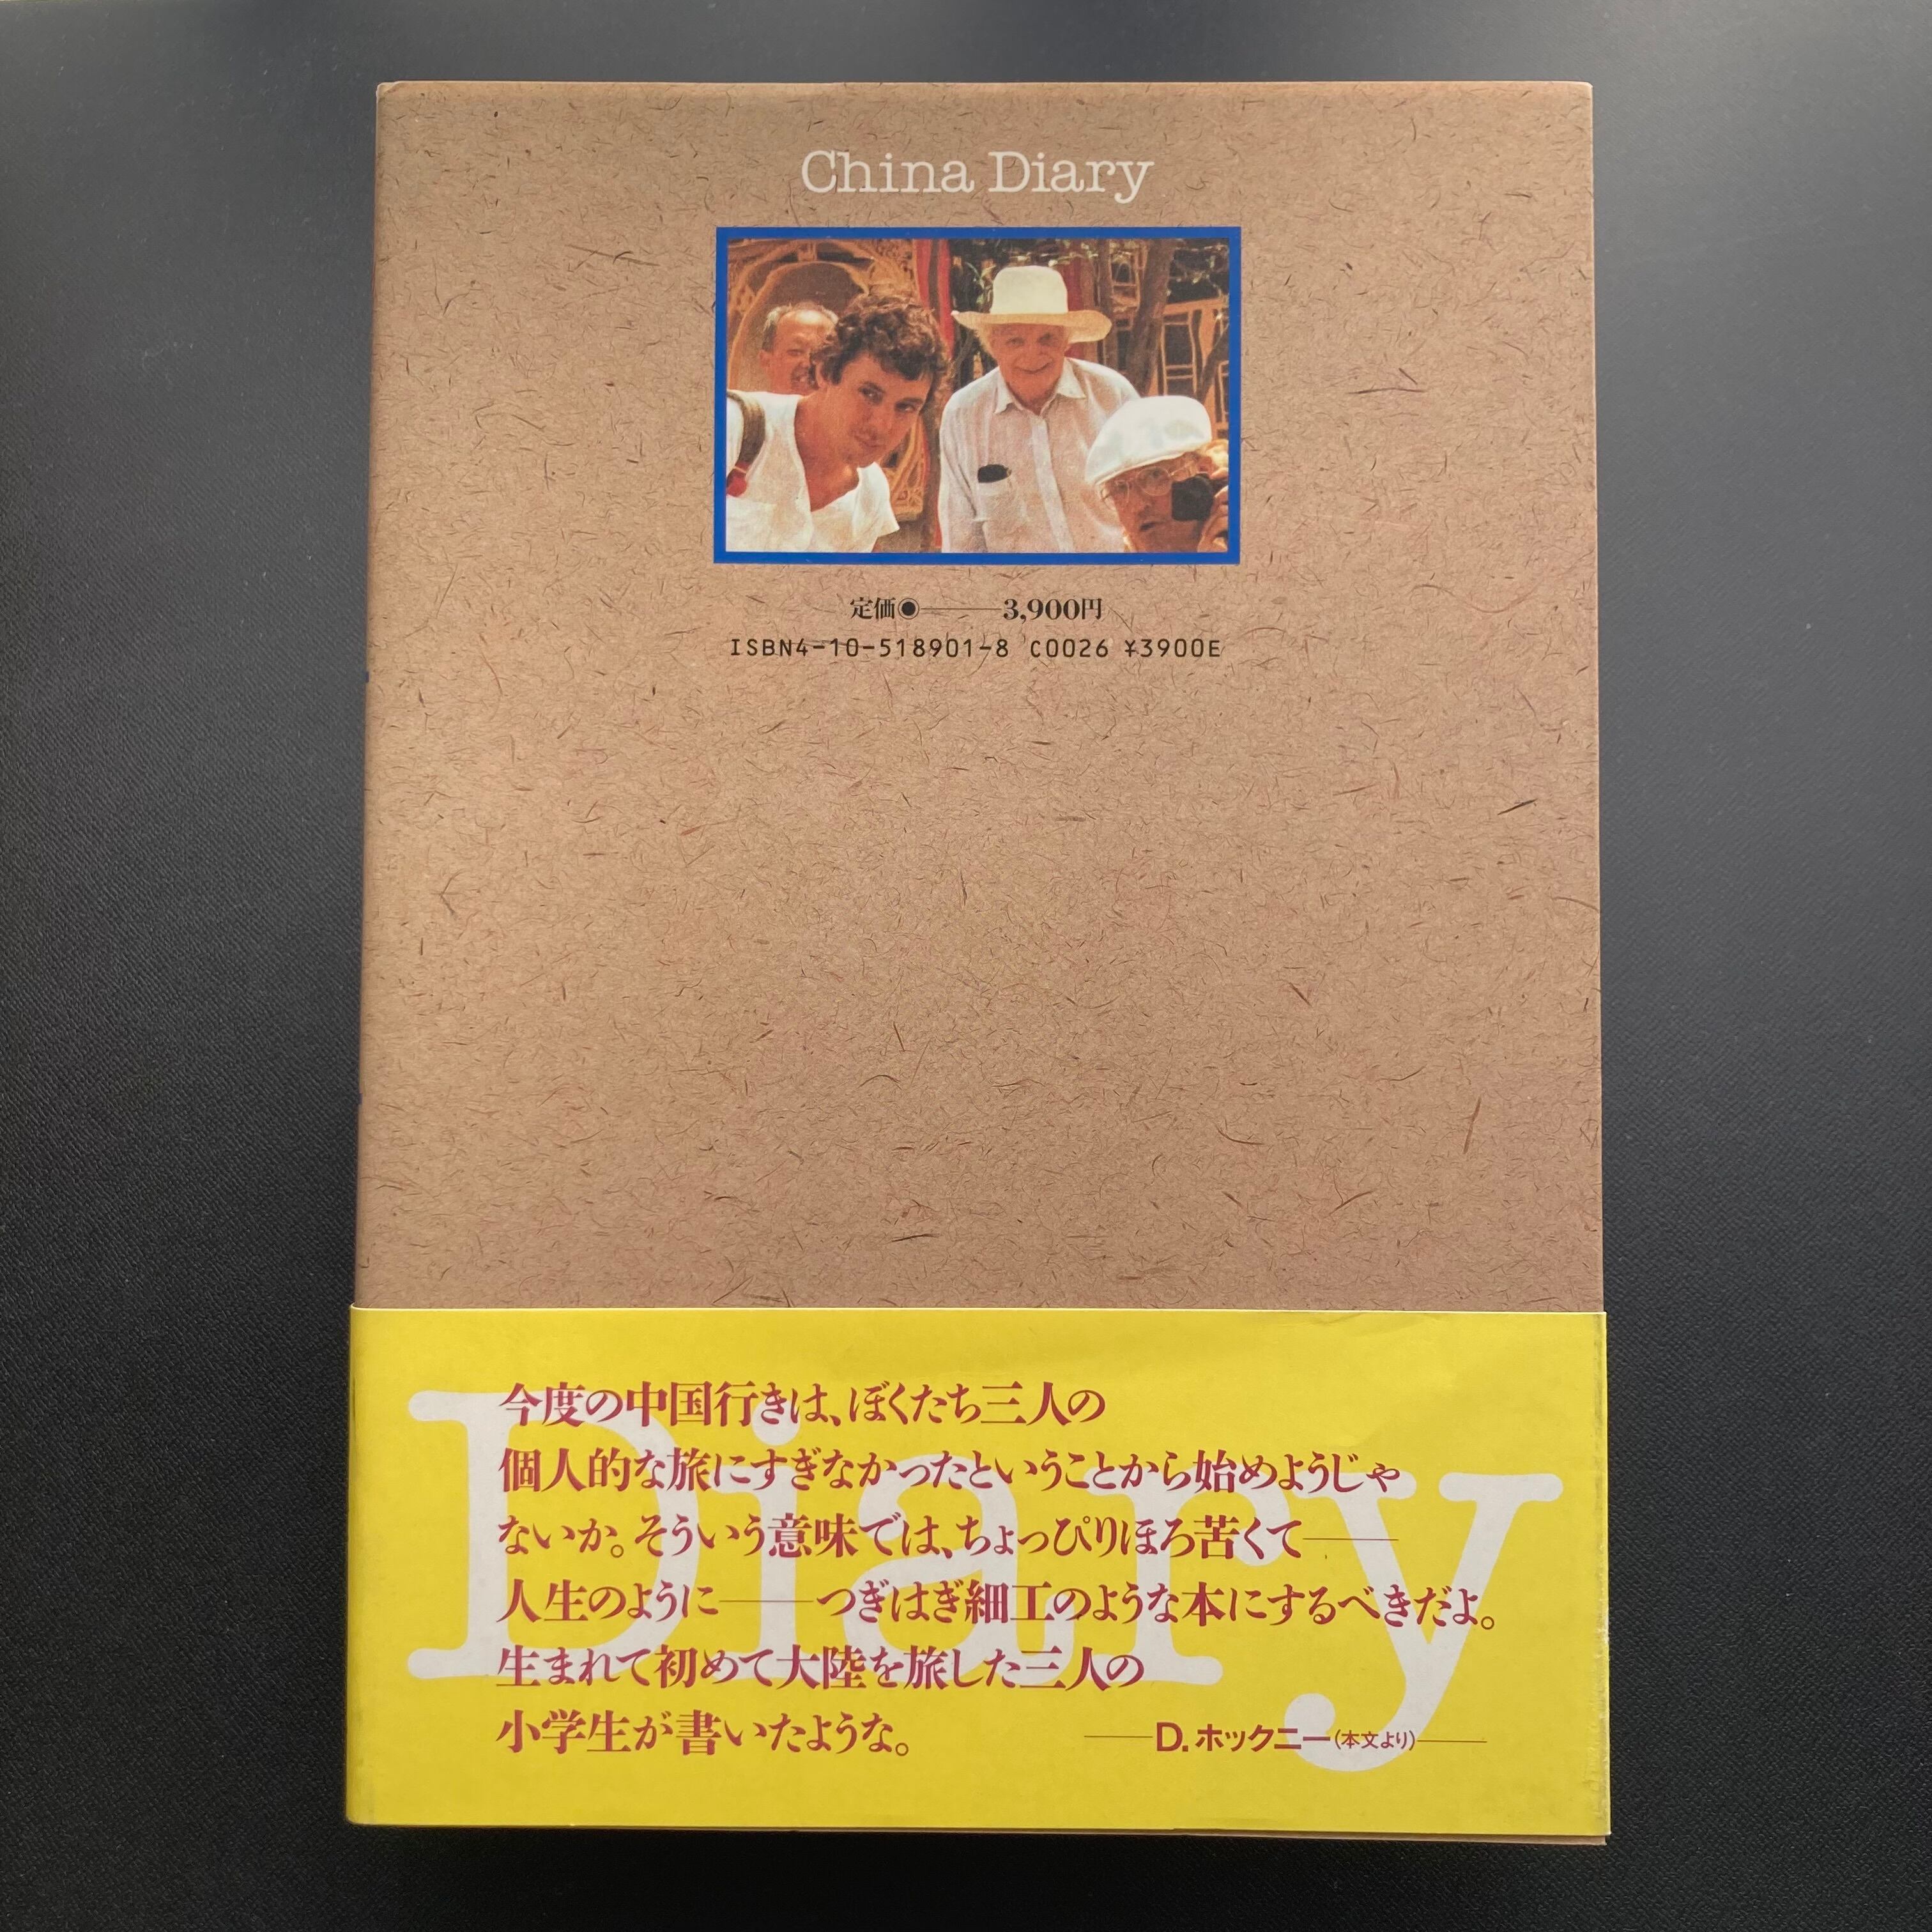 China Diary
定価◉———3,900円
ISBN4-10-518901-8 C0026 ¥3900E
Diary
今度の中国行きは、ぼくたち三人の
個人的な旅にすぎなかったということから始めようじゃ
ないか。そういう意味では、ちょっぴりほろ苦くて——
人生のように——つぎはぎ細工のような本にするべきだよ。
生まれて初めて大陸を旅した三人の
小学生が書いたような。
——D.ホックニー(本文より)——